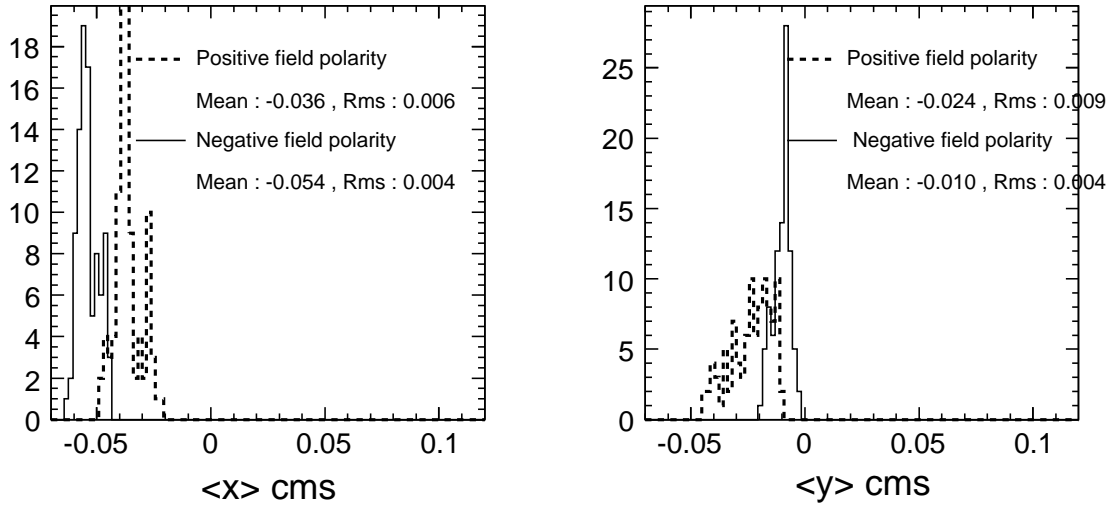 18
16
14
12
10
8
6
4
2
0
-0.05
0
0.05
0.1
<x> cms
Positive field polarity
Mean : -0.036 , Rms : 0.006
Negative field polarity
Mean : -0.054 , Rms : 0.004
25
20
15
10
5
0
-0.05
0
0.05
0.1
<y> cms
Positive field polarity
Mean : -0.024 , Rms : 0.009
Negative field polarity
Mean : -0.010 , Rms : 0.004